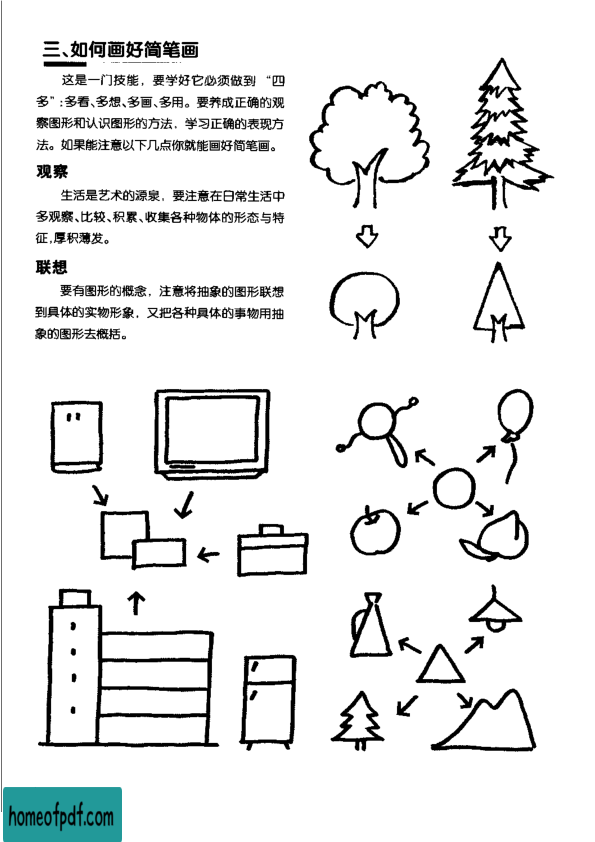 三、如何画好简笔画
这是一门技能，要学好它必须做到“四
多”：多看、多想、多画、多用。要养成正确的观
察图形和认识图形的方法，学习正确的表现方
法。如果能注意以下几点你就能画好简笔画。
观察
生活是艺术的源泉，要注意在日常生活中
多观察、比较、积累、收集各种物体的形态与特
征,厚积薄发。
联想
要有图形的概念，注意将抽象的图形联想
到具体的实物形象，又把各种具体的事物用抽
象的图形去概括。
homeofpdf.com